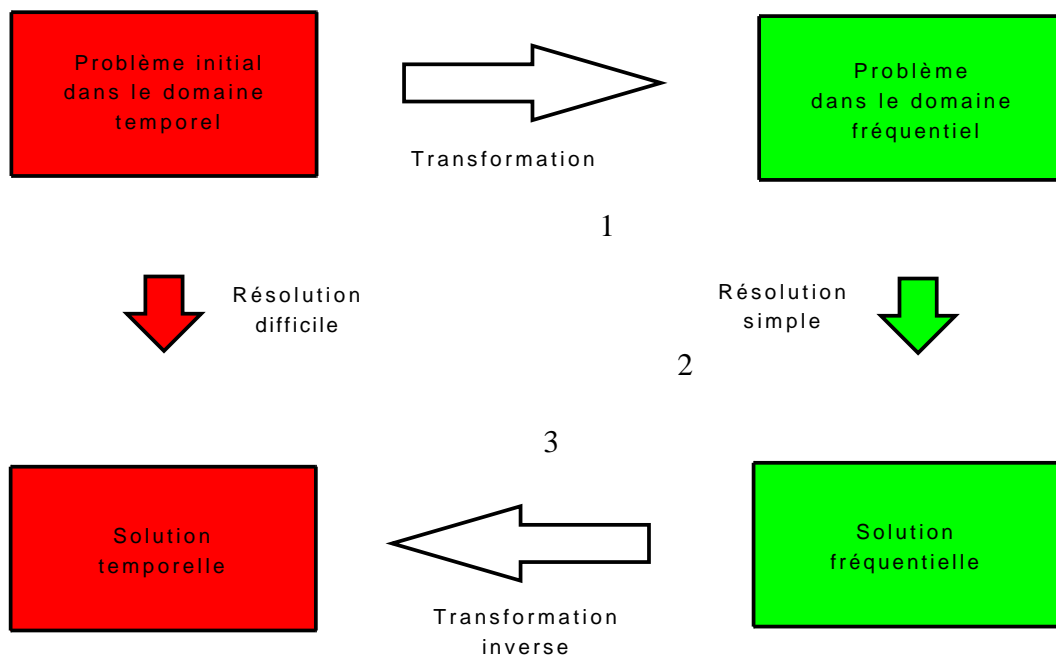 Problème initial
dans le domaine
temporel
Transformation
Problème
dans le domaine
fréquentiel
1
Résolution
difficile
Résolution
simple
2
3
Solution
temporelle
Transformation
inverse
Solution
fréquentielle